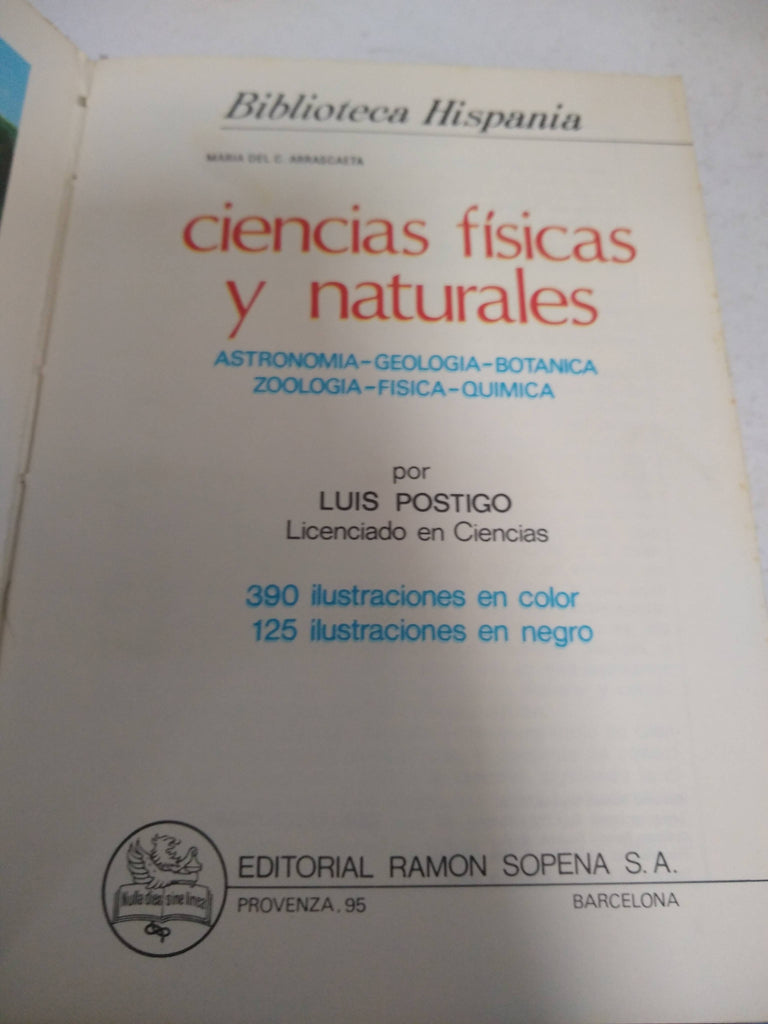 Biblioteca Hispania
MARIA DEL C. ARRASCAETA
ciencias físicas
y naturales
ASTRONOMIA-GEOLOGIA-BOTANICA
ZOOLOGIA-FISICA-QUIMICA
por
LUIS POSTIGO
Licenciado en Ciencias
390 ilustraciones en color
125 ilustraciones en negro
Nulla dies sine linea
EDITORIAL RAMON SOPENA S.A.
PROVENZA, 95 BARCELONA